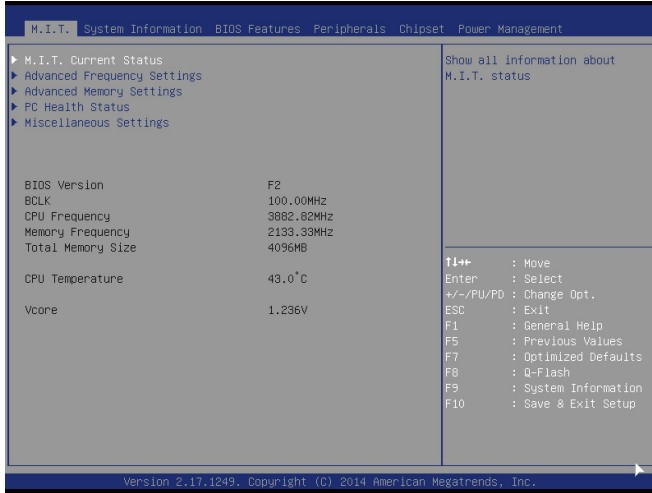 M.I.T. System Information BIOS Features Peripherals Chipset Power Management
M.I.T. Current Status
Advanced Frequency Settings
Advanced Memory Settings
PC Health Status
Miscellaneous Settings
BIOS Version F2
BCLK 100.00MHz
CPU Frequency 3882.82MHz
Memory Frequency 2133.33MHz
Total Memory Size 4096MB
CPU Temperature 43.0°C
Vcore 1.236V
Show all information about
M.I.T. status
↑↓→← : Move
Enter : Select
+/-/PU/PD : Change Opt.
ESC : Exit
F1 : General Help
F5 : Previous Values
F7 : Optimized Defaults
F8 : Q-Flash
F9 : System Information
F10 : Save & Exit Setup
Version 2.17.1249. Copyright (C) 2014 American Megatrends, Inc.